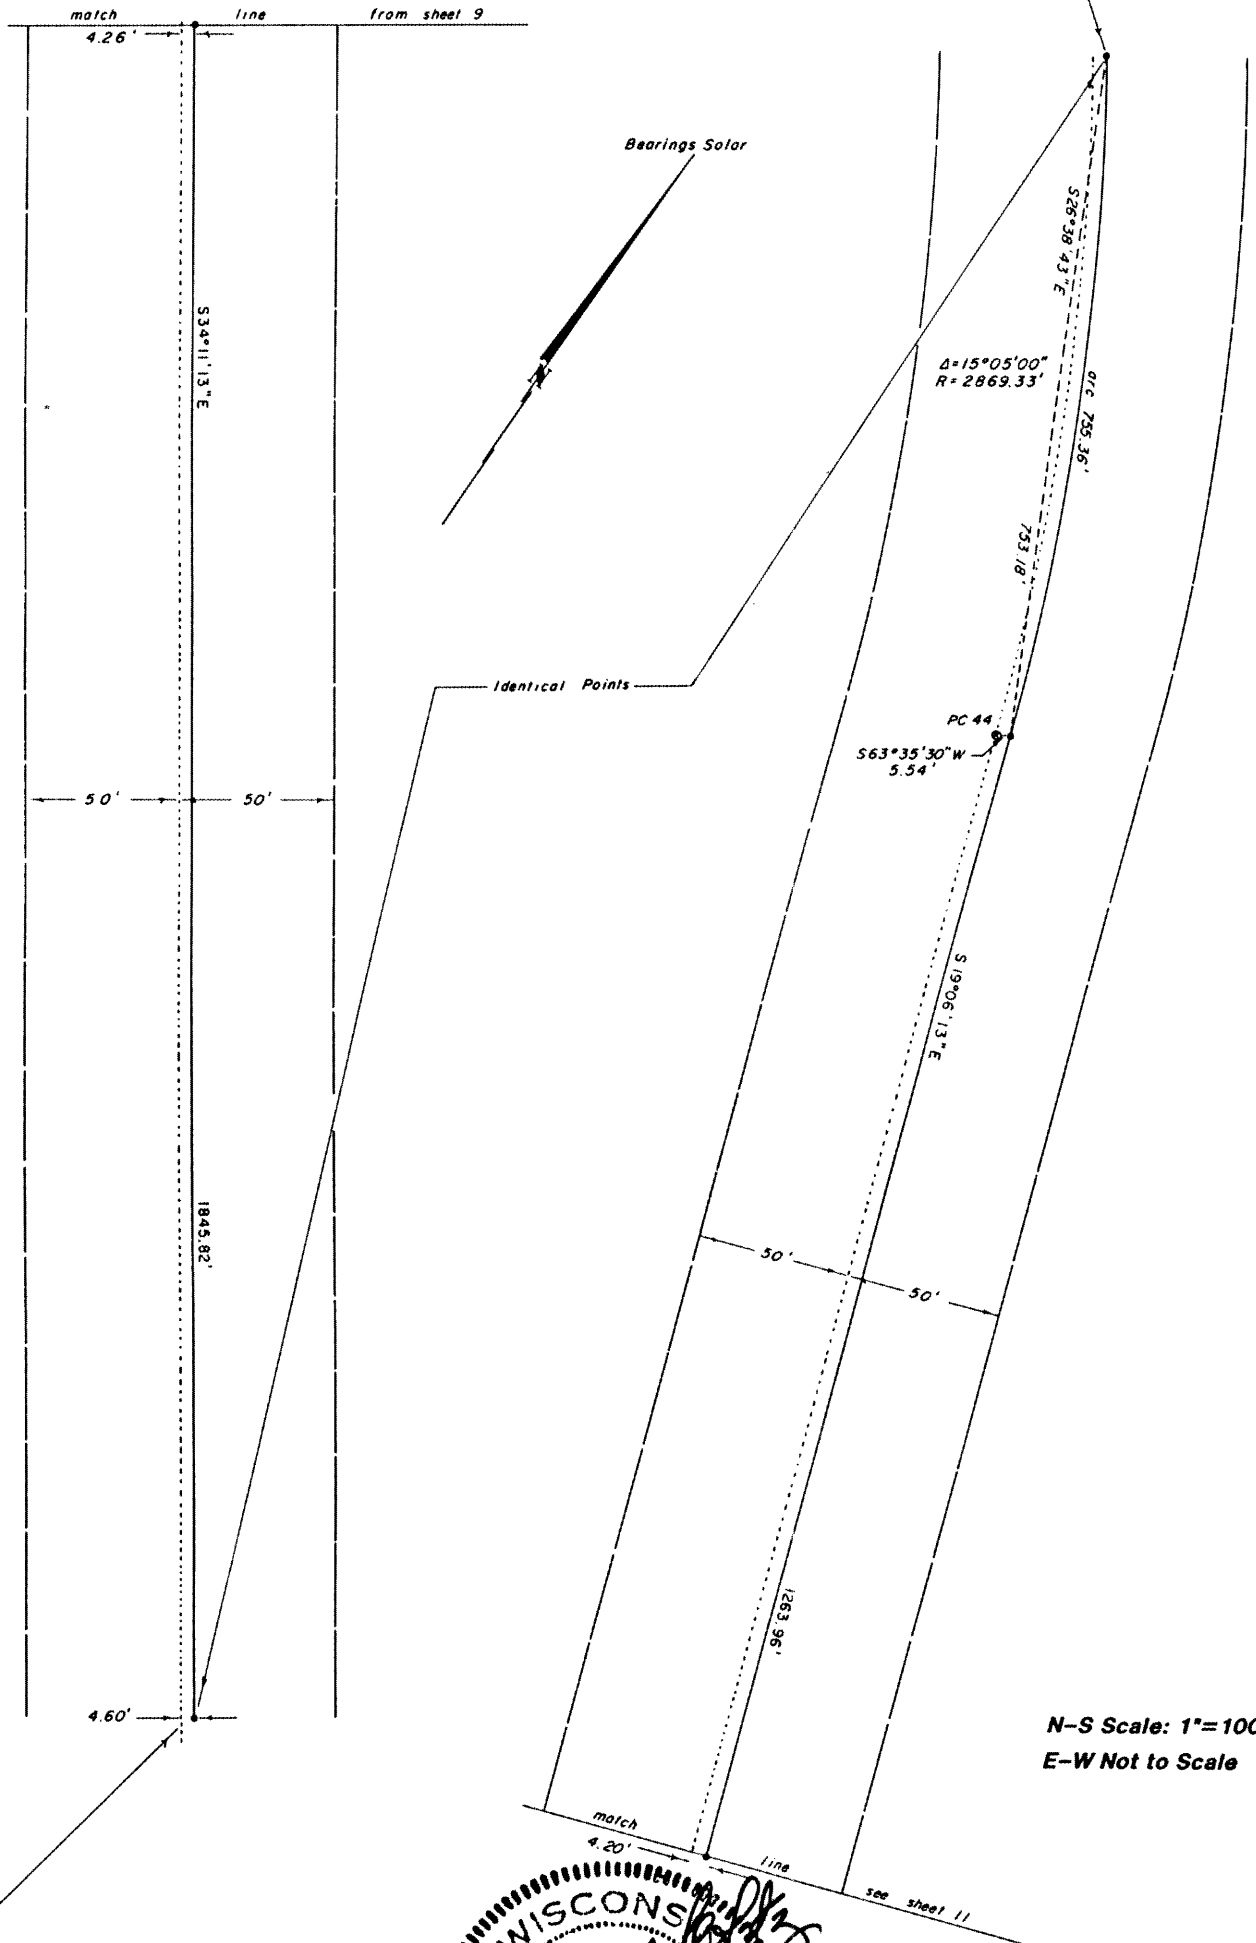 match line from sheet 9
4.26'
Bearings Solar
S34°11'13"E
S26°38'43"E
Δ=15°05'00"
R=2869.33'
arc 755.36'
753.18'
Identical Points
PC 44
S63°35'30"W
5.54'
50' 50'
S19°06'13"E
1845.82'
50'
50'
1263.96'
4.60'
N–S Scale: 1"=100
E–W Not to Scale
match line see sheet 11
4.20'
WISCONS